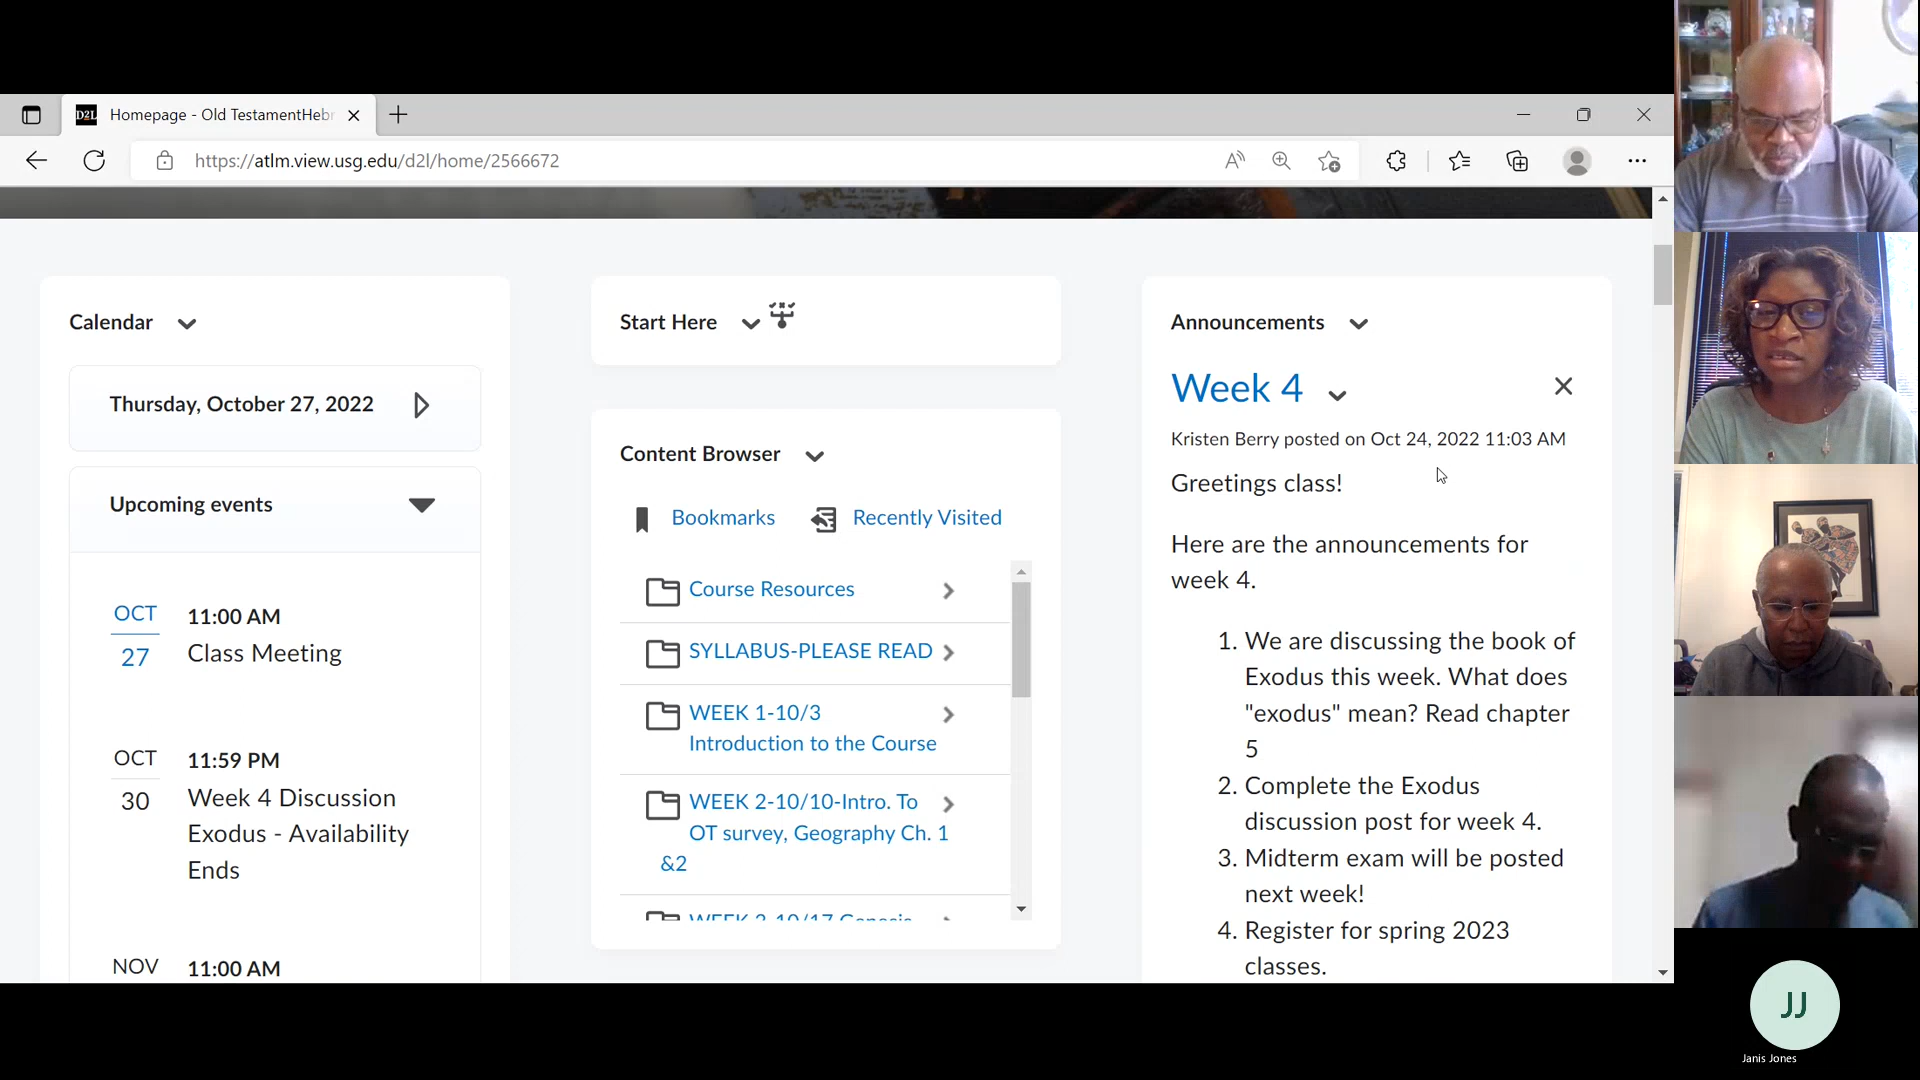 D2L Homepage - Old TestamentHebr
https://atlm.view.usg.edu/d2l/home/2566672
Calendar
Thursday, October 27, 2022
Upcoming events
OCT
27
11:00 AM
Class Meeting
OCT
30
11:59 PM
Week 4 Discussion
Exodus - Availability
Ends
NOV
11:00 AM
Start Here
Content Browser
Bookmarks
Recently Visited
Course Resources
SYLLABUS-PLEASE READ
WEEK 1-10/3
Introduction to the Course
WEEK 2-10/10-Intro. To
OT survey, Geography Ch. 1
&2
WEEK 3-10/17 Genesis
Announcements
Week 4
Kristen Berry posted on Oct 24, 2022 11:03 AM
Greetings class!
Here are the announcements for
week 4.
1. We are discussing the book of
Exodus this week. What does
"exodus" mean? Read chapter
5
2. Complete the Exodus
discussion post for week 4.
3. Midterm exam will be posted
next week!
4. Register for spring 2023
classes.
JJ
Janis Jones